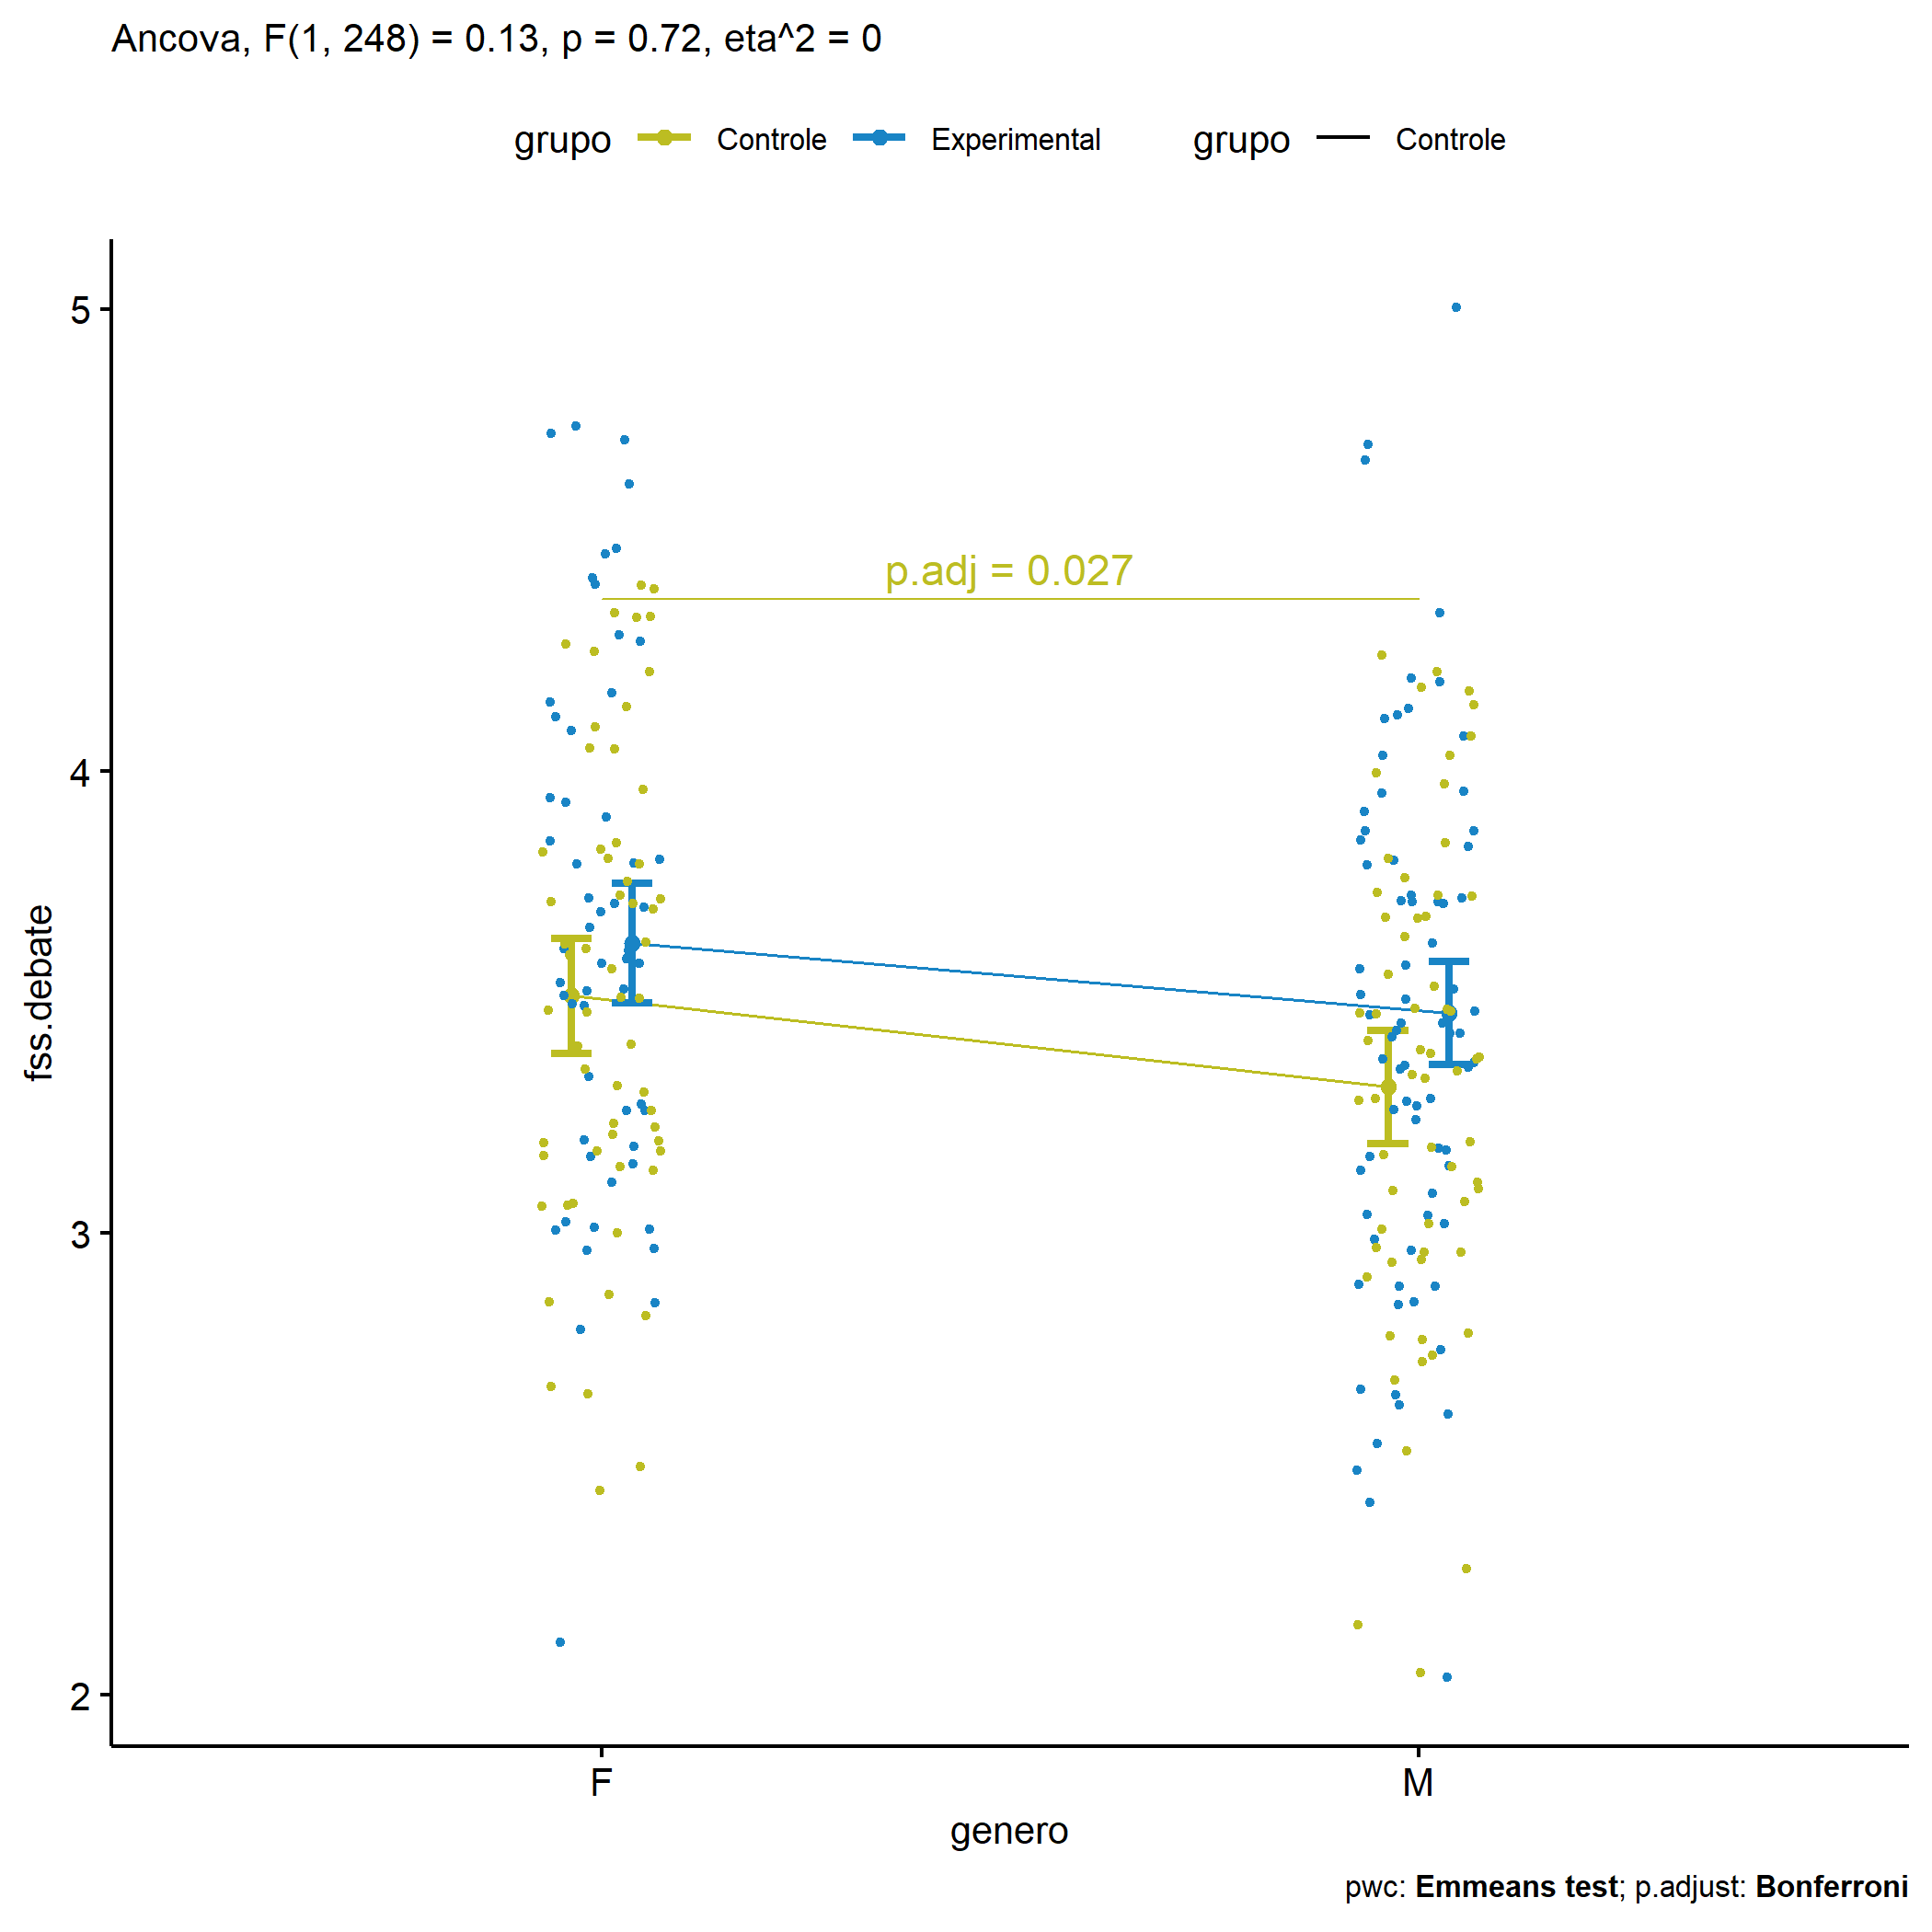 Ancova, F(1, 248) = 0.13, p = 0.72, eta^2 = 0
grupo Controle Experimental grupo Controle
5
p.adj = 0.027
4
fss.debate
3
2
F M
genero
pwc: Emmeans test; p.adjust: Bonferroni